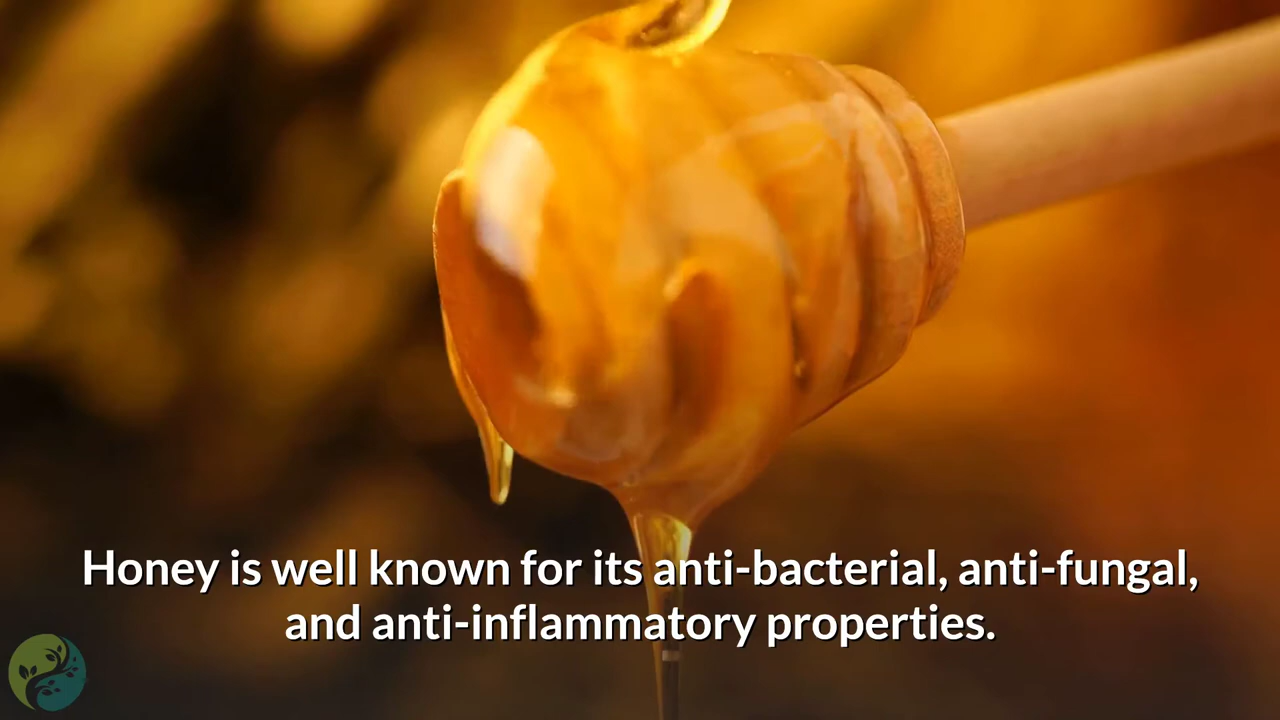 Honey is well known for its anti-bacterial, anti-fungal,
and anti-inflammatory properties.